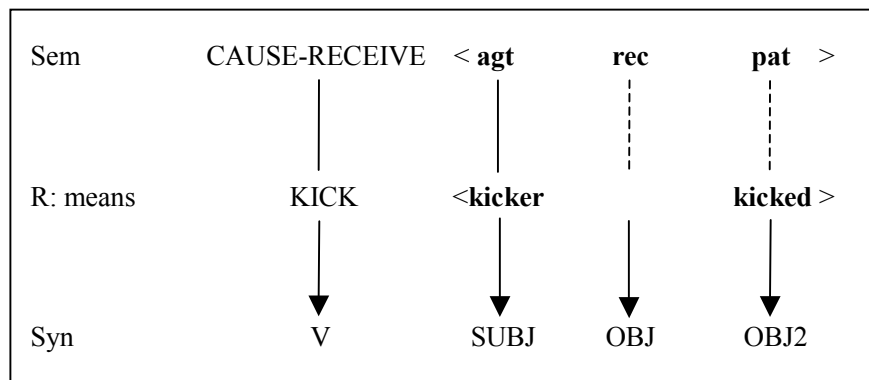 Sem CAUSE-RECEIVE < agt rec pat >
R: means KICK <kicker kicked >
Syn V SUBJ OBJ OBJ2